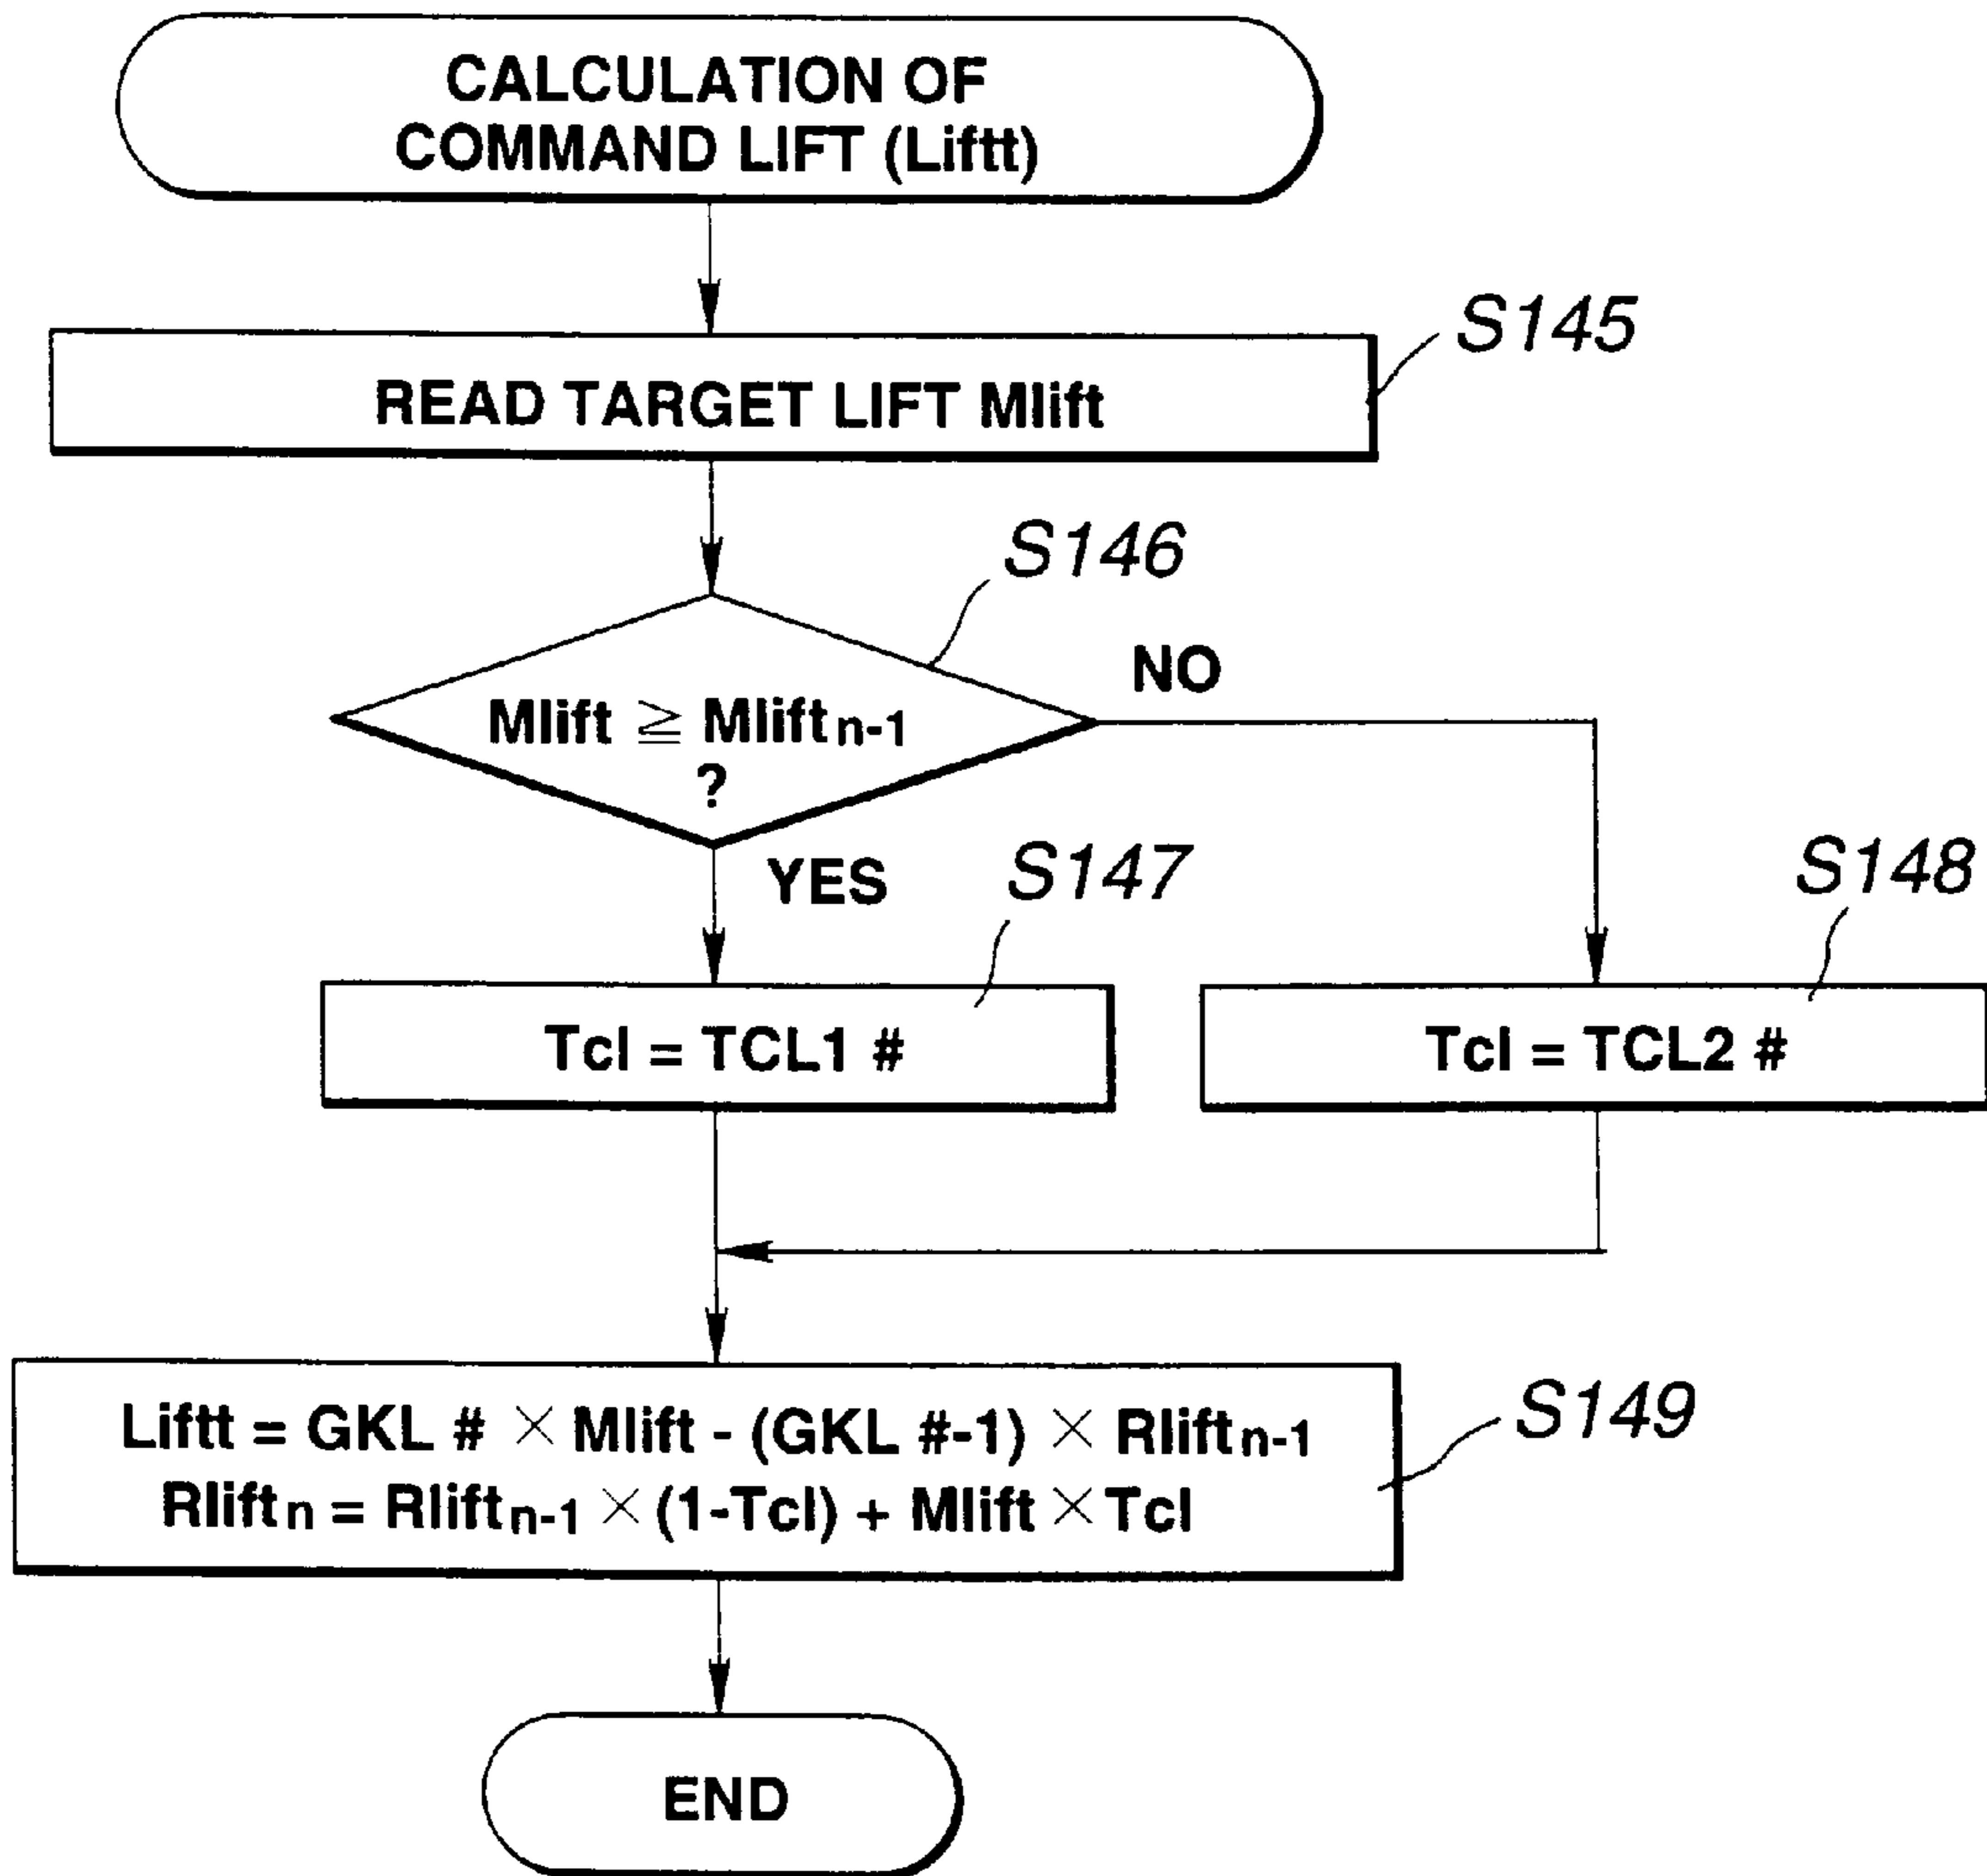 CALCULATION OF
COMMAND LIFT (Liftt)
S145
READ TARGET LIFT Mlift
S146
NO
Mlift ≧ Mliftn-1
?
YES
S147
S148
Tcl = TCL1 #
Tcl = TCL2 #
Liftt = GKL # × Mlift - (GKL #-1) × Rliftn-1
Rliftn = Rliftn-1 × (1-Tcl) + Mlift × Tcl
S149
END